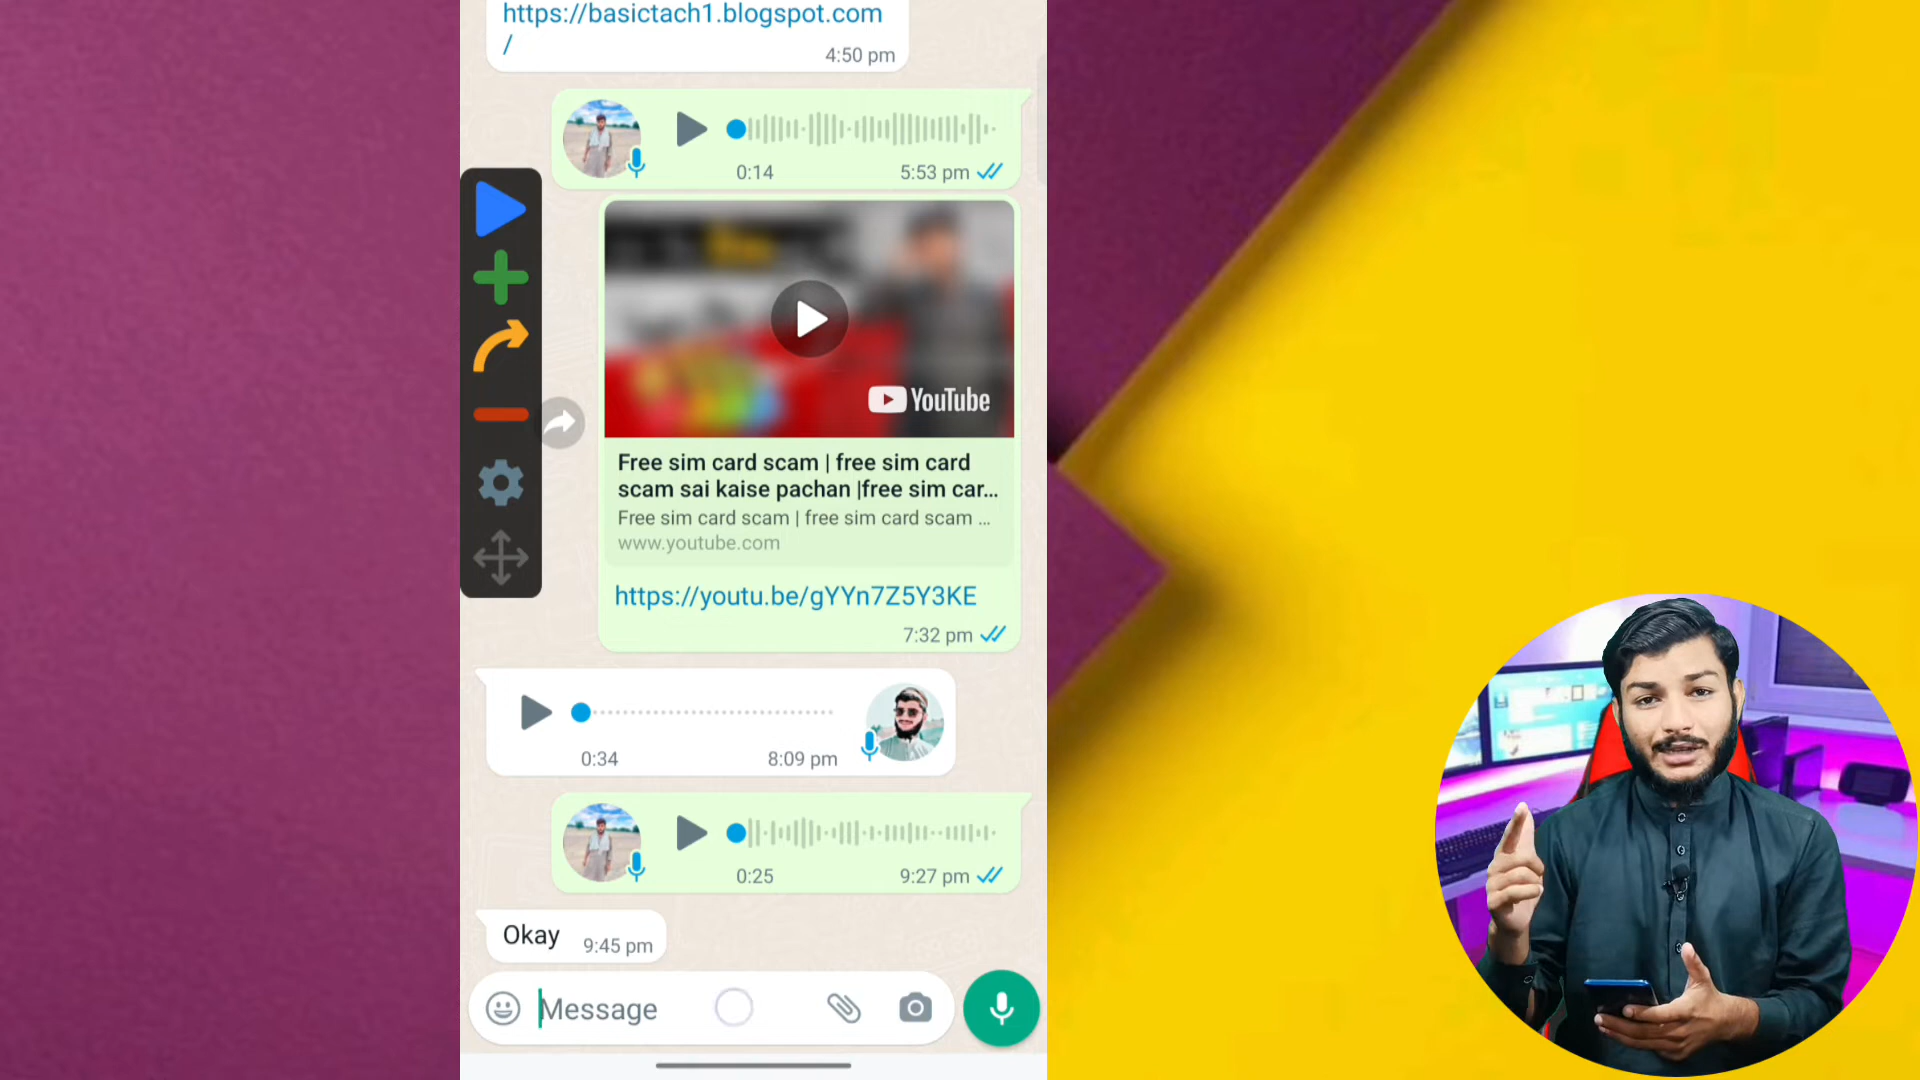 https://basictach1.blogspot.com
/
4:50 pm
0:14
5:53 pm
YouTube
Free sim card scam | free sim card
scam sai kaise pachan |free sim car...
Free sim card scam | free sim card scam ...
www.youtube.com
https://youtu.be/gYYn7Z5Y3KE
7:32 pm
0:34
8:09 pm
0:25
9:27 pm
Okay
9:45 pm
Message